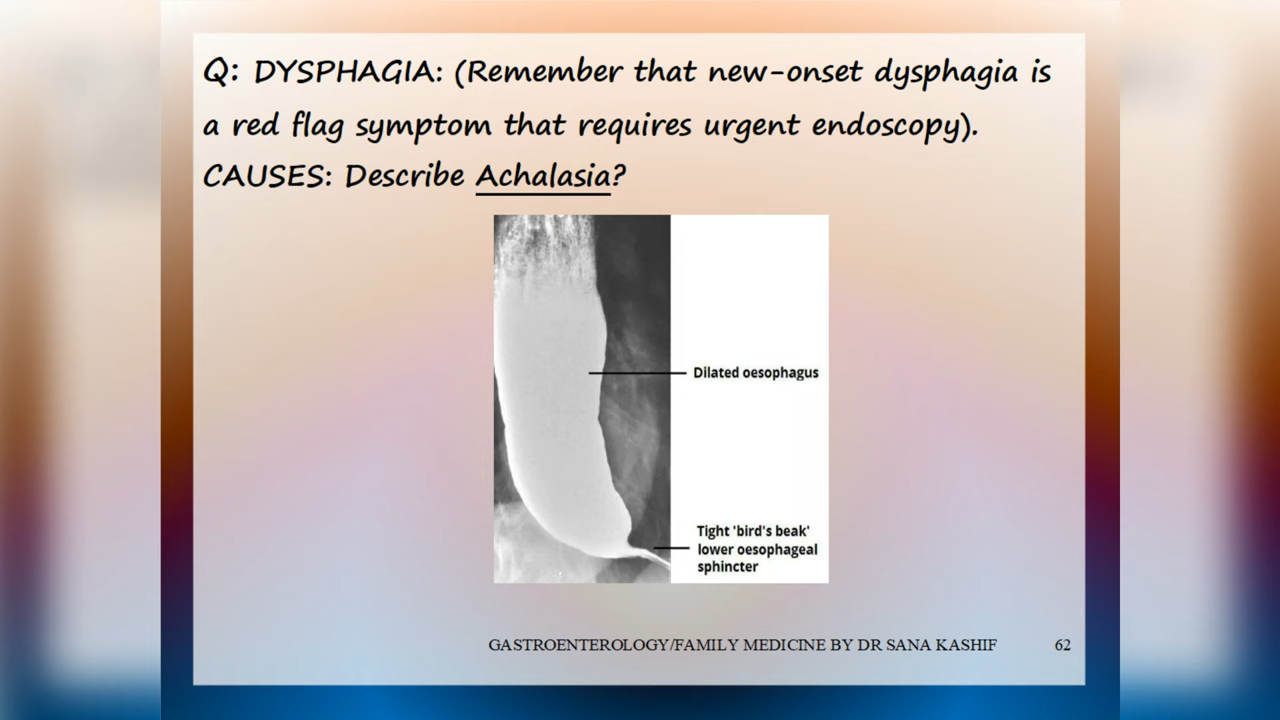 Q: DYSPHAGIA: (Remember that new-onset dysphagia is
a red flag symptom that requires urgent endoscopy).
CAUSES: Describe Achalasia?
Dilated oesophagus
Tight 'bird's beak'
lower oesophageal
sphincter
GASTROENTEROLOGY/FAMILY MEDICINE BY DR SANA KASHIF 62